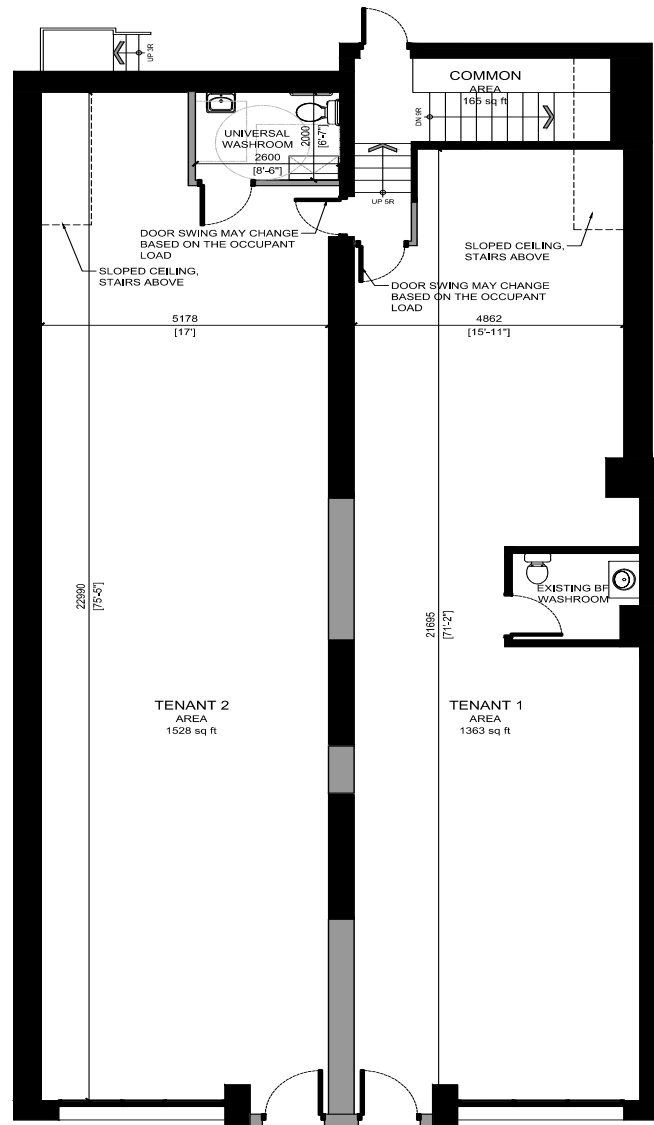 UP 3R
COMMON
AREA
165 sq ft
DN 9R
UNIVERSAL
WASHROOM
2600
[8'-6"]
2000
[6'-7"]
UP 5R
DOOR SWING MAY CHANGE
BASED ON THE OCCUPANT
LOAD
SLOPED CEILING,
STAIRS ABOVE
SLOPED CEILING,
STAIRS ABOVE
DOOR SWING MAY CHANGE
BASED ON THE OCCUPANT
LOAD
5178
[17']
4862
[15'-11"]
22990
[75'-5"]
21695
[71'-2"]
EXISTING BF
WASHROOM
TENANT 2
AREA
1528 sq ft
TENANT 1
AREA
1363 sq ft